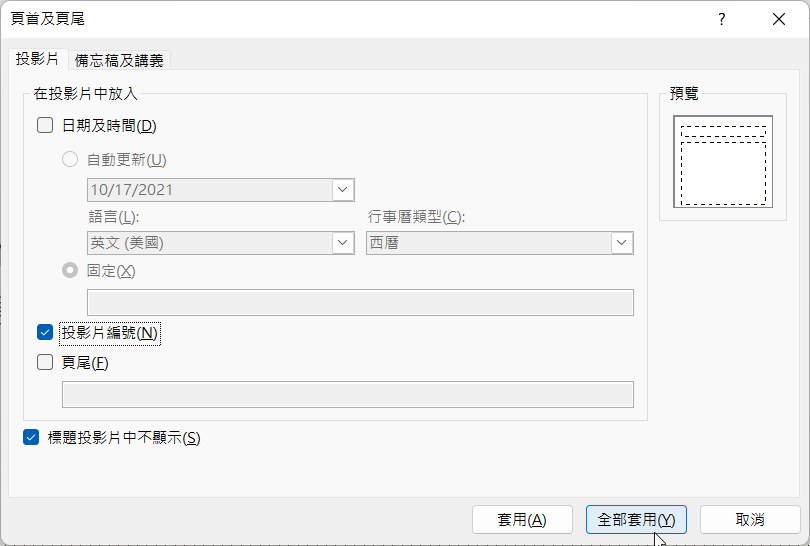 頁首及頁尾
?
投影片 備忘稿及講義
在投影片中放入
預覽
日期及時間(D)
自動更新(U)
10/17/2021
語言(L): 行事曆類型(C):
英文 (美國) 西曆
固定(X)
投影片編號(N)
頁尾(F)
標題投影片中不顯示(S)
套用(A) 全部套用(Y) 取消